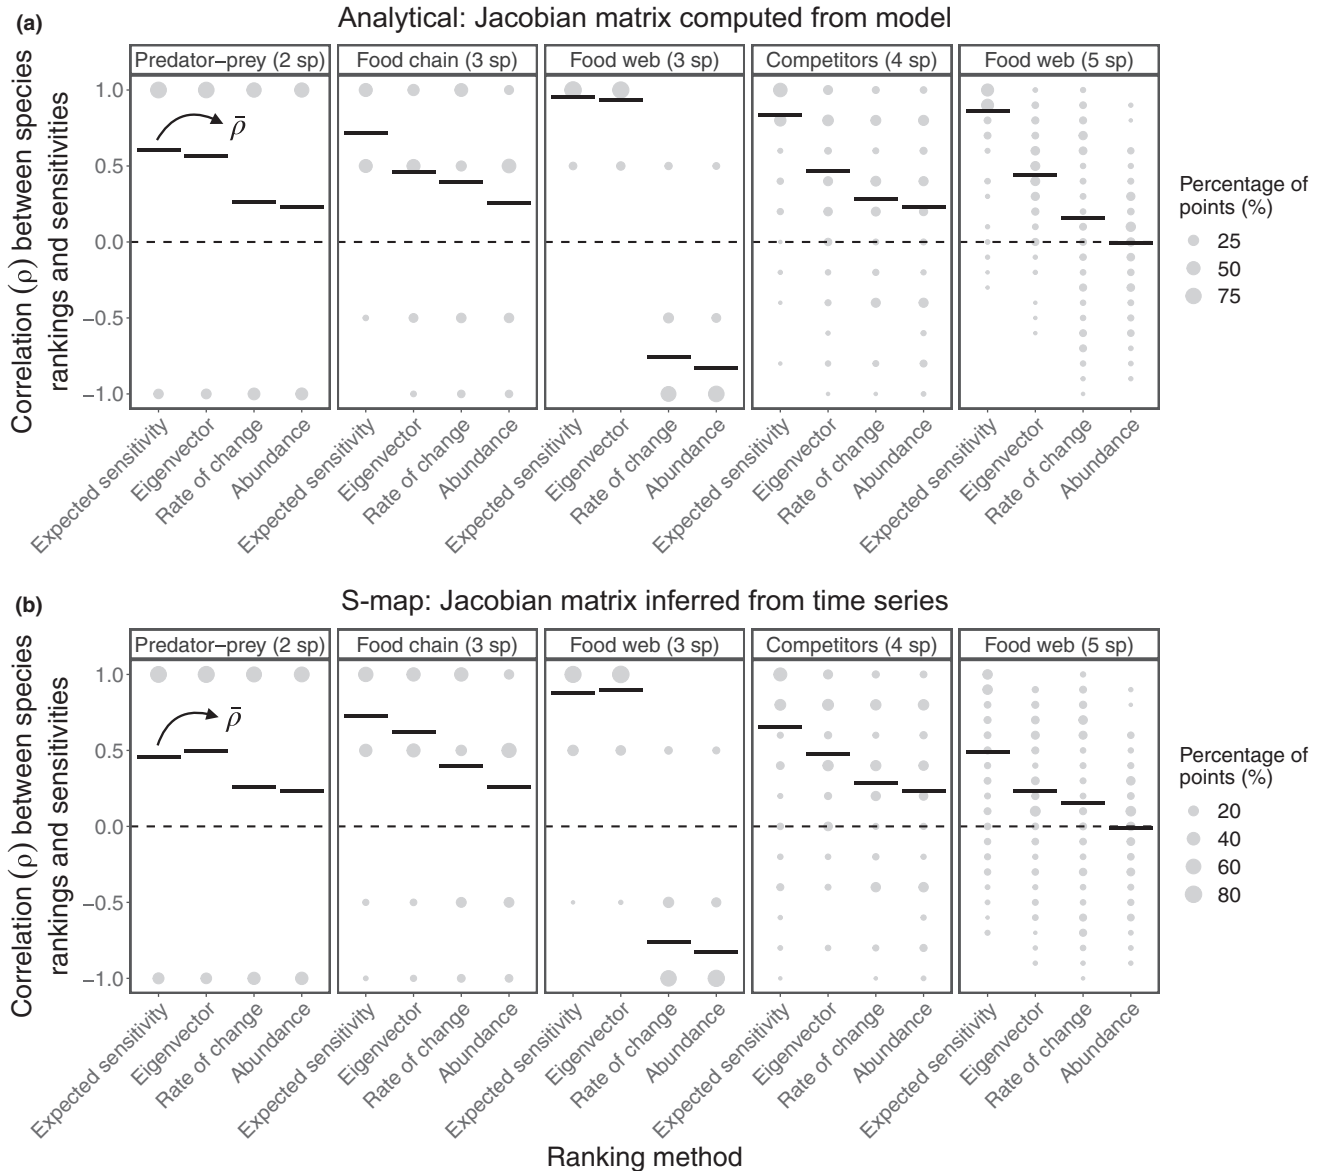 (a)
Analytical: Jacobian matrix computed from model
Predator–prey (2 sp)
Food chain (3 sp)
Food web (3 sp)
Competitors (4 sp)
Food web (5 sp)
Correlation (ρ) between species
rankings and sensitivities
1.0
0.5
0.0
−0.5
−1.0
ρ̄
Expected sensitivity
Eigenvector
Rate of change
Abundance
Expected sensitivity
Eigenvector
Rate of change
Abundance
Expected sensitivity
Eigenvector
Rate of change
Abundance
Expected sensitivity
Eigenvector
Rate of change
Abundance
Expected sensitivity
Eigenvector
Rate of change
Abundance
Percentage of
points (%)
25
50
75
(b)
S-map: Jacobian matrix inferred from time series
Predator–prey (2 sp)
Food chain (3 sp)
Food web (3 sp)
Competitors (4 sp)
Food web (5 sp)
Correlation (ρ) between species
rankings and sensitivities
1.0
0.5
0.0
−0.5
−1.0
ρ̄
Expected sensitivity
Eigenvector
Rate of change
Abundance
Expected sensitivity
Eigenvector
Rate of change
Abundance
Expected sensitivity
Eigenvector
Rate of change
Abundance
Expected sensitivity
Eigenvector
Rate of change
Abundance
Expected sensitivity
Eigenvector
Rate of change
Abundance
Percentage of
points (%)
20
40
60
80
Ranking method